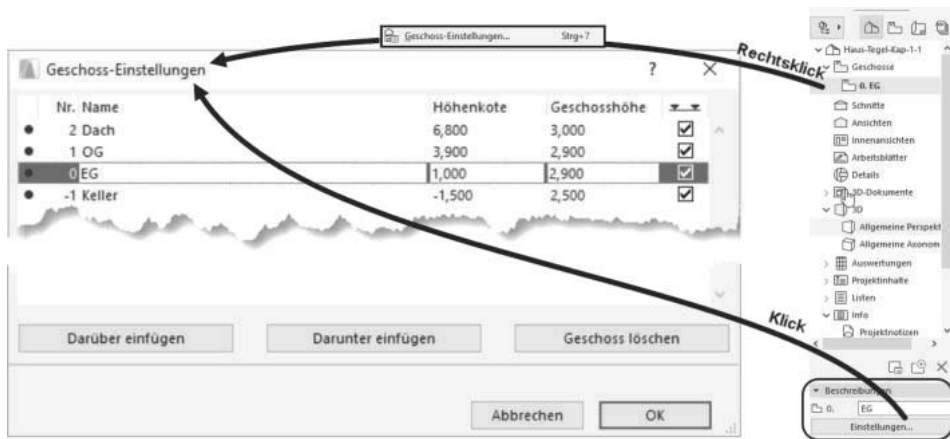 Geschoss-Einstellungen... Strg+7
Geschoss-Einstellungen ?
Nr. Name Höhenkote Geschosshöhe
2 Dach 6,800 3,000
1 OG 3,900 2,900
0 EG 1,000 2,900
-1 Keller -1,500 2,500
Darüber einfügen Darunter einfügen Geschoss löschen
Abbrechen OK
Rechtsklick
Klick
Haus-Tegel-Kap-1-1
Geschosse
0. EG
Schnitte
Ansichten
Innenansichten
Arbeitsblätter
Details
3D-Dokumente
3D
Allgemeine Perspekt
Allgemeine Axonom
Auswertungen
Projektinhalte
Listen
Info
Projektnotizen
Beschreibungen
0. EG
Einstellungen...